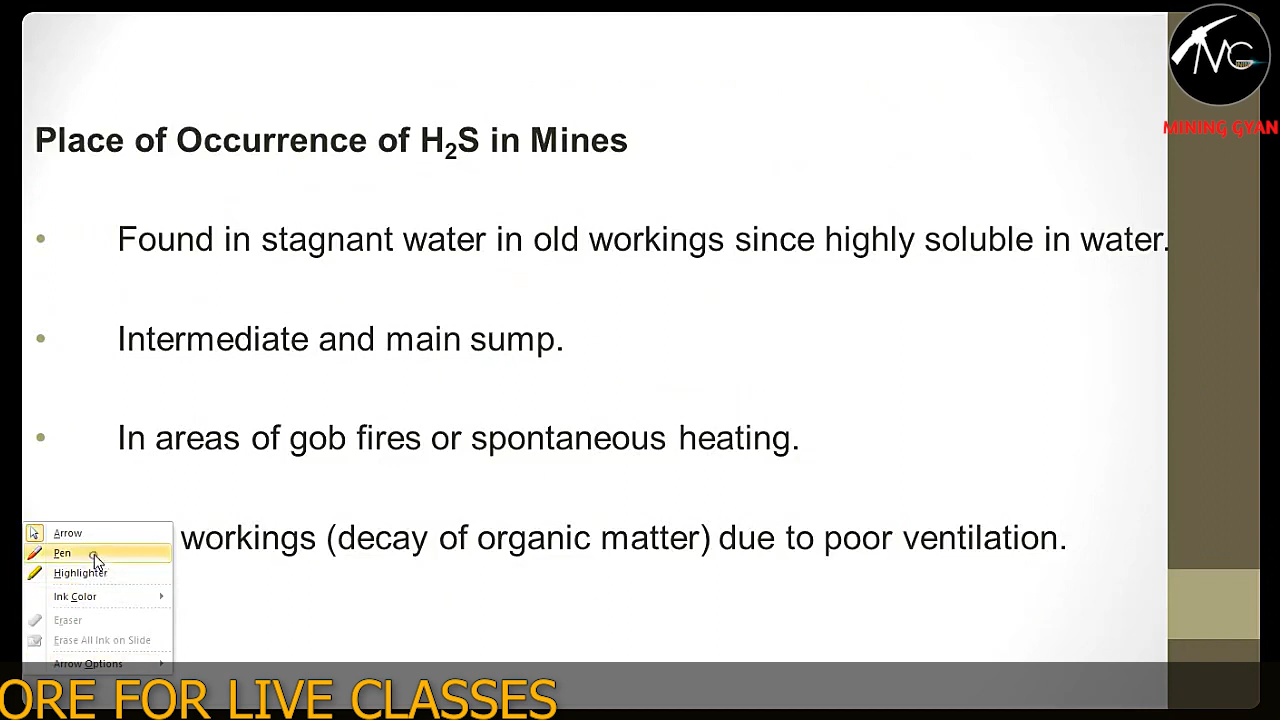 MG
MINING GYAN
Place of Occurrence of H₂S in Mines
• Found in stagnant water in old workings since highly soluble in water.
• Intermediate and main sump.
• In areas of gob fires or spontaneous heating.
workings (decay of organic matter) due to poor ventilation.
Arrow
Pen
Highlighter
Ink Color
Eraser
Erase All Ink on Slide
Arrow Options
ORE FOR LIVE CLASSES